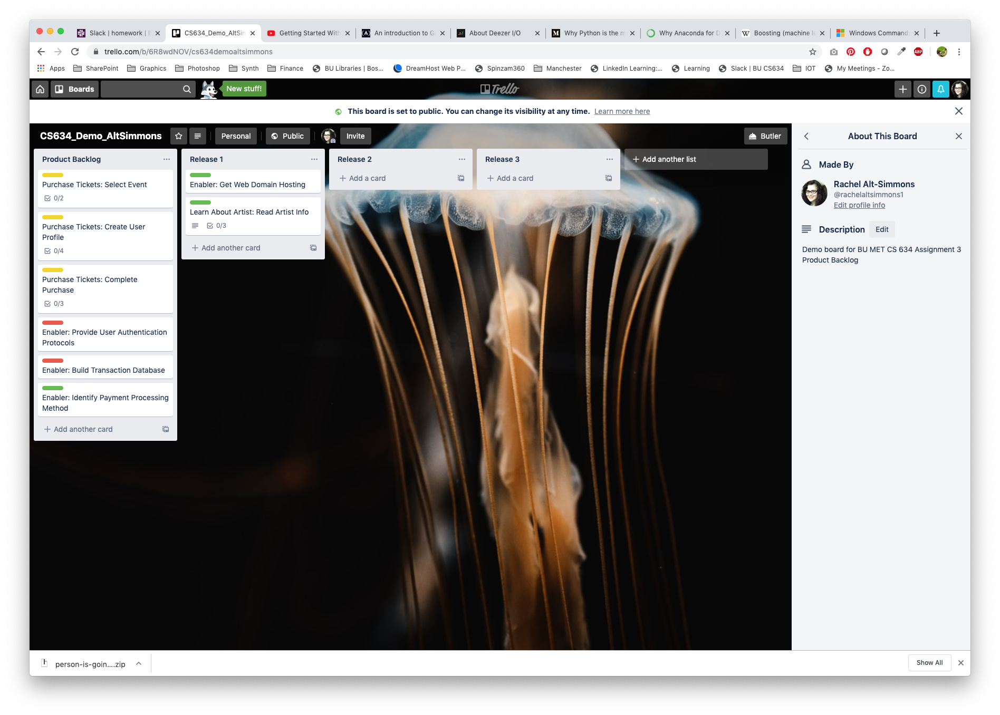 Slack | homework |
CS634_Demo_AltSim
Getting Started With
An introduction to G
About Deezer I/O
Why Python is the m
Why Anaconda for D
Boosting (machine le
Windows Command
trello.com/b/6R8wdNOV/cs634demoaltsimmons
ABP
Apps
SharePoint
Graphics
Photoshop
Synth
Finance
BU Libraries | Bos...
DreamHost Web P...
Spinzam360
Manchester
LinkedIn Learning:...
Learning
Slack | BU CS634
IOT
My Meetings - Zo...
Boards
New stuff!
Trello
This board is set to public. You can change its visibility at any time. Learn more here
CS634_Demo_AltSimmons
Personal
Public
Invite
Butler
Product Backlog
Purchase Tickets: Select Event
0/2
Purchase Tickets: Create User
Profile
0/4
Purchase Tickets: Complete
Purchase
0/3
Enabler: Provide User Authentication
Protocols
Enabler: Build Transaction Database
Enabler: Identify Payment Processing
Method
+ Add another card
Release 1
Enabler: Get Web Domain Hosting
Learn About Artist: Read Artist Info
0/3
+ Add another card
Release 2
+ Add a card
Release 3
+ Add a card
+ Add another list
About This Board
Made By
Rachel Alt-Simmons
@rachelaltsimmons1
Edit profile info
Description
Edit
Demo board for BU MET CS 634 Assignment 3
Product Backlog
person-is-goin....zip
Show All